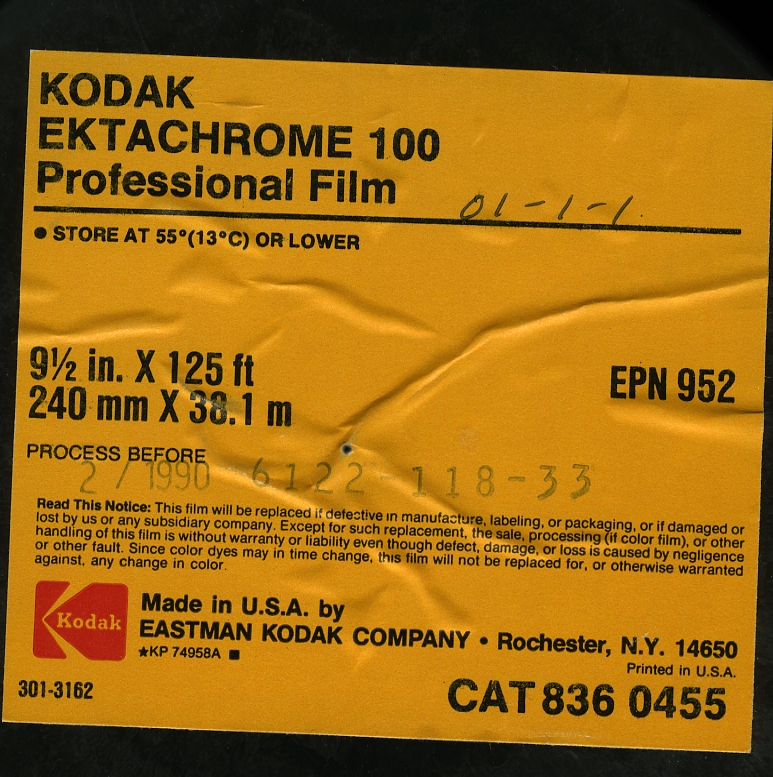 KODAK
EKTACHROME 100
Professional Film
01-1-1
● STORE AT 55°(13°C) OR LOWER
9½ in. X 125 ft
240 mm X 38.1 m
EPN 952
PROCESS BEFORE
2/1990 6122-118-33
Read This Notice: This film will be replaced if defective in manufacture, labeling, or packaging, or if damaged or
lost by us or any subsidiary company. Except for such replacement, the sale, processing (if color film), or other
handling of this film is without warranty or liability even though defect, damage, or loss is caused by negligence
or other fault. Since color dyes may in time change, this film will not be replaced for, or otherwise warranted
against, any change in color.
Kodak
Made in U.S.A. by
EASTMAN KODAK COMPANY • Rochester, N.Y. 14650
★KP 74958A ■
Printed in U.S.A.
301-3162
CAT 836 0455